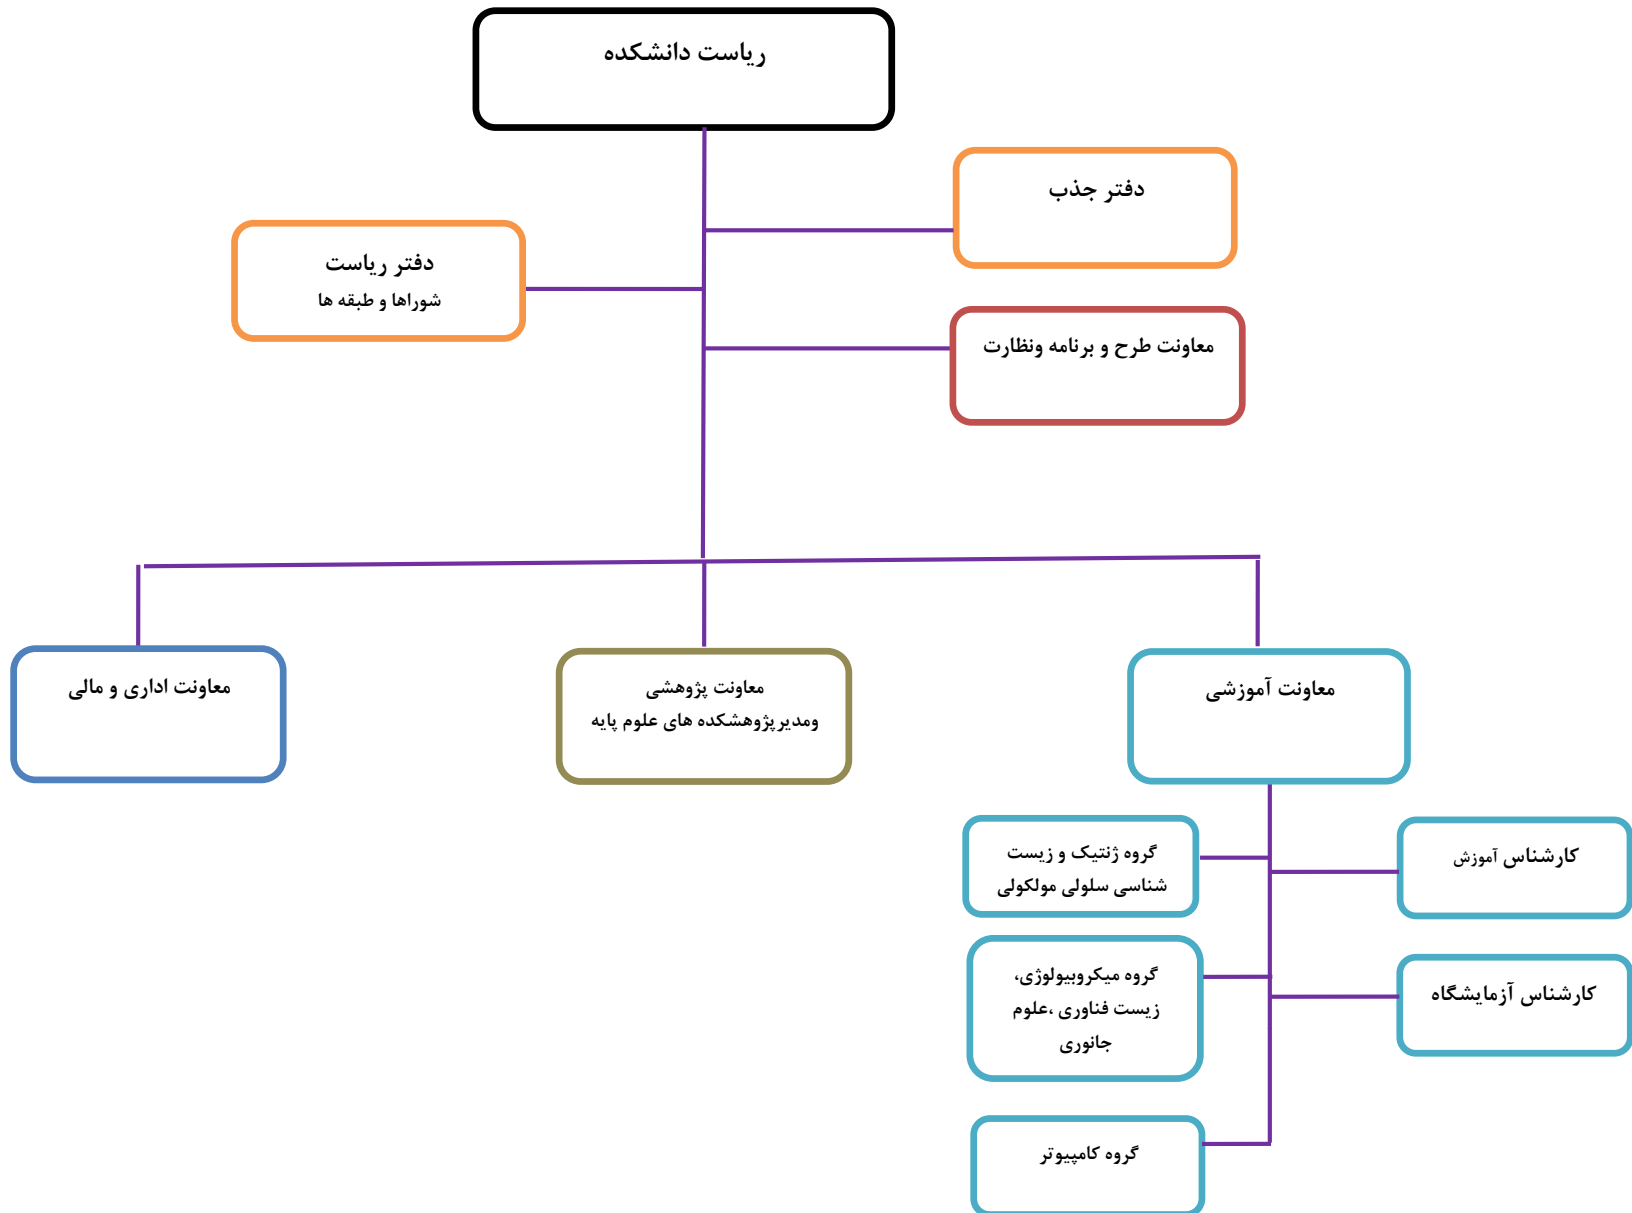 ریاست دانشکده
دفتر جذب
دفتر ریاست
شوراها و طبقه ها
معاونت طرح و برنامه ونظارت
معاونت آموزشی
معاونت پژوهشی
ومدیرپژوهشکده های علوم پایه
معاونت اداری و مالی
کارشناس آموزش
گروه ژنتیک و زیست
شناسی سلولی مولکولی
کارشناس آزمایشگاه
گروه میکروبیولوژی،
زیست فناوری ،علوم
جانوری
گروه کامپیوتر